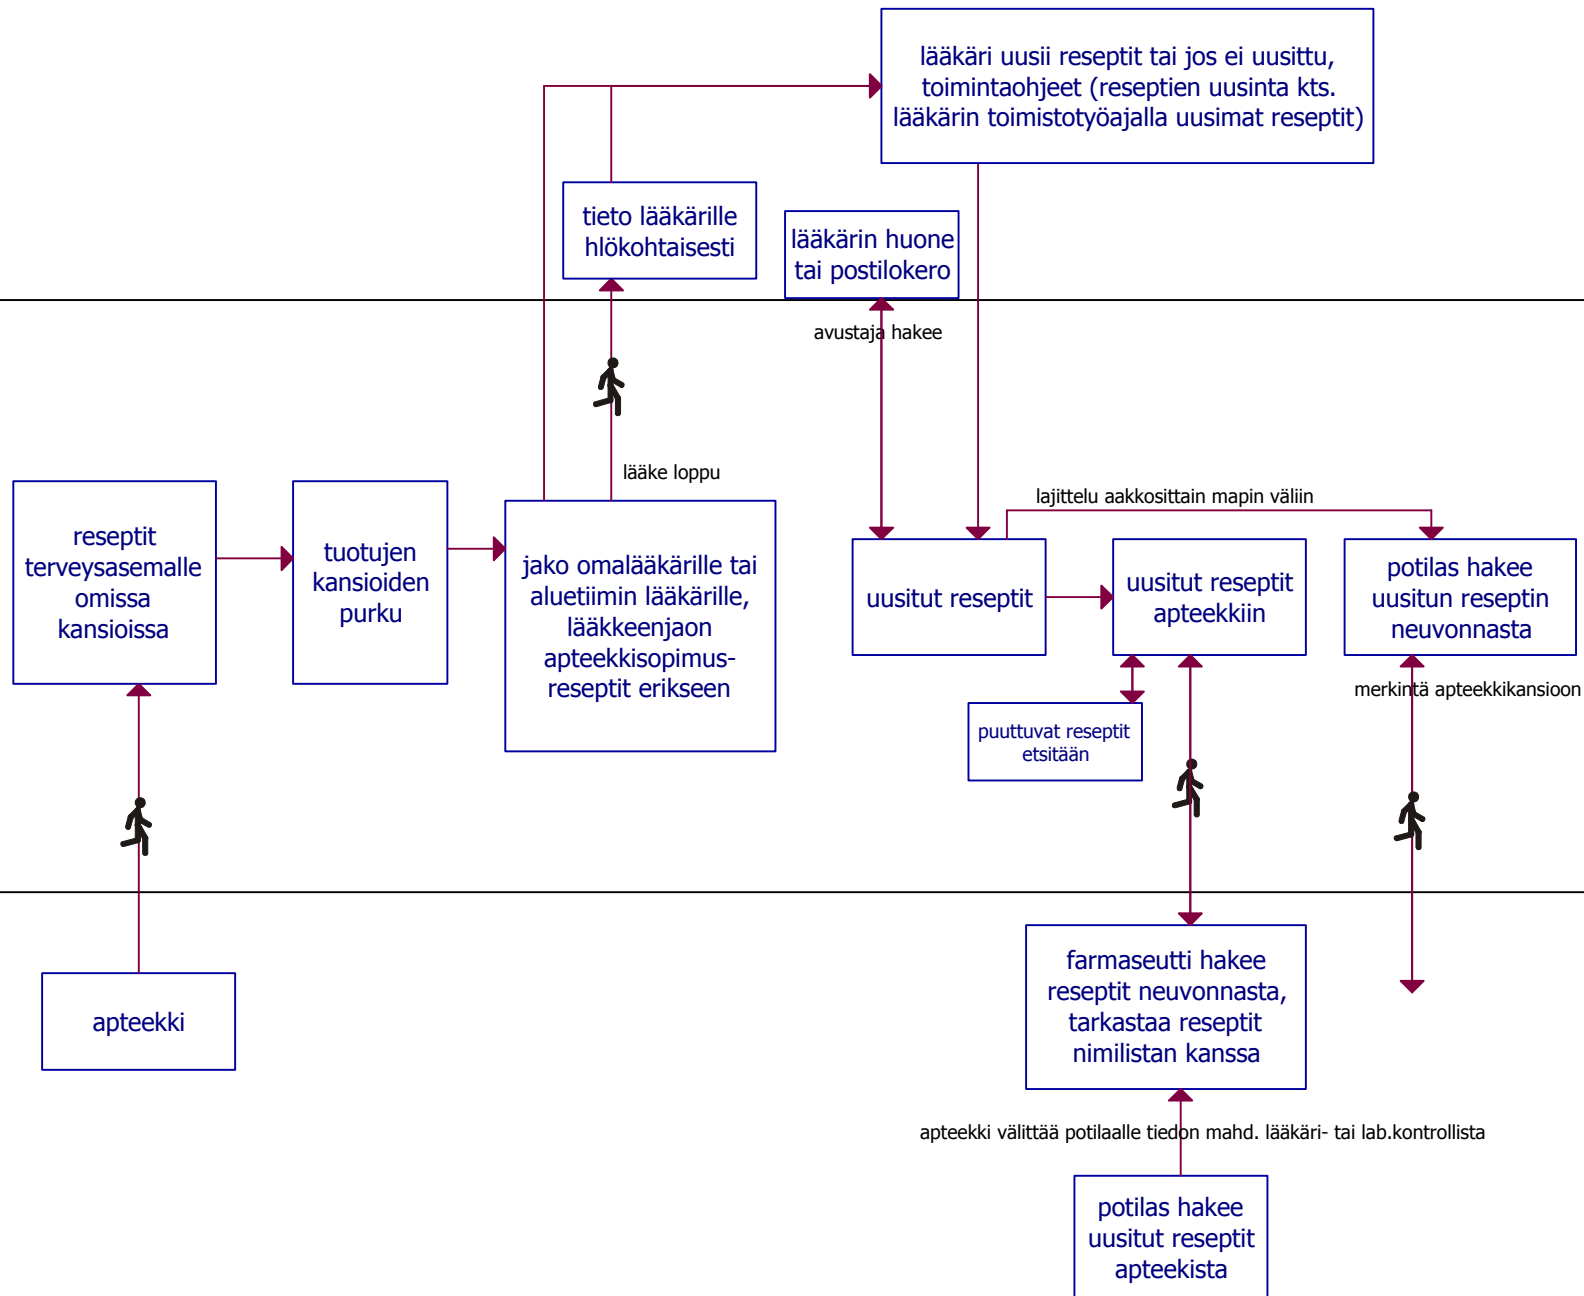 lääkäri uusii reseptit tai jos ei uusittu,
toimintaohjeet (reseptien uusinta kts.
lääkärin toimistotyöajalla uusimat reseptit)
tieto lääkärille
hlökohtaisesti
lääkärin huone
tai postilokero
avustaja hakee
lääke loppu
reseptit
terveysasemalle
omissa
kansioissa
tuotujen
kansioiden
purku
jako omalääkärille tai
aluetiimin lääkärille,
lääkkeenjaon
apteekkisopimus-
reseptit erikseen
lajittelu aakkosittain mapin väliin
uusitut reseptit
uusitut reseptit
apteekkiin
potilas hakee
uusitun reseptin
neuvonnasta
merkintä apteekkikansioon
puuttuvat reseptit
etsitään
apteekki
farmaseutti hakee
reseptit neuvonnasta,
tarkastaa reseptit
nimilistan kanssa
apteekki välittää potilaalle tiedon mahd. lääkäri- tai lab.kontrollista
potilas hakee
uusitut reseptit
apteekista